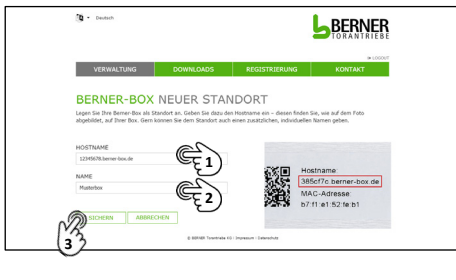 Deutsch
BERNER
TORANTRIEBE
LOGOUT
VERWALTUNG DOWNLOADS REGISTRIERUNG KONTAKT
BERNER-BOX NEUER STANDORT
Legen Sie Ihre Berner-Box als Standort an. Geben Sie dazu den Hostname ein – diesen finden Sie, wie auf dem Foto
abgebildet, auf Ihrer Box. Gern können Sie dem Standort auch einen zusätzlichen, individuellen Namen geben.
HOSTNAME
12345678.berner-box.de
1
NAME
Musterbox
2
SICHERN ABBRECHEN
3
Hostname:
385cf7c.berner-box.de
MAC-Adresse:
b7:f1:e1:52:fe:b1
© BERNER Torantriebe KG | Impressum - Datenschutz